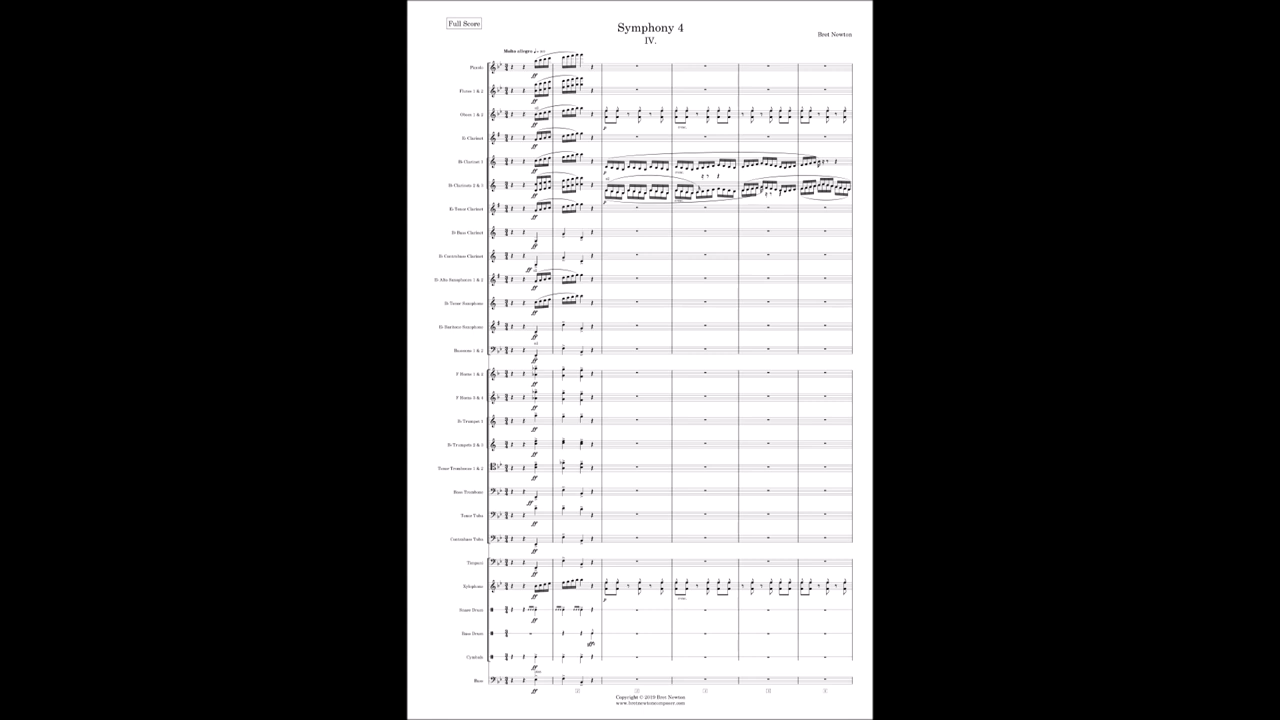 Full Score
Symphony 4
IV.
Bret Newton
Molto allegro
Piccolo
Flutes 1 & 2
Oboes 1 & 2
E♭ Clarinet
B♭ Clarinet 1
B♭ Clarinets 2 & 3
B♭ Bass Clarinet
B♭ Contrabass Clarinet
E♭ Alto Saxophones 1 & 2
B♭ Tenor Saxophone
E♭ Baritone Saxophone
Bassoons 1 & 2
F Horns 1 & 2
F Horns 3 & 4
B♭ Trumpet 1
B♭ Trumpets 2 & 3
Tenor Trombones 1 & 2
Bass Trombone
Tenor Tuba
Contrabass Tuba
Timpani
Xylophone
Snare Drum
Bass Drum
Cymbals
Bass
Copyright © 2019 Bret Newton
www.bretnewtoncomposer.com